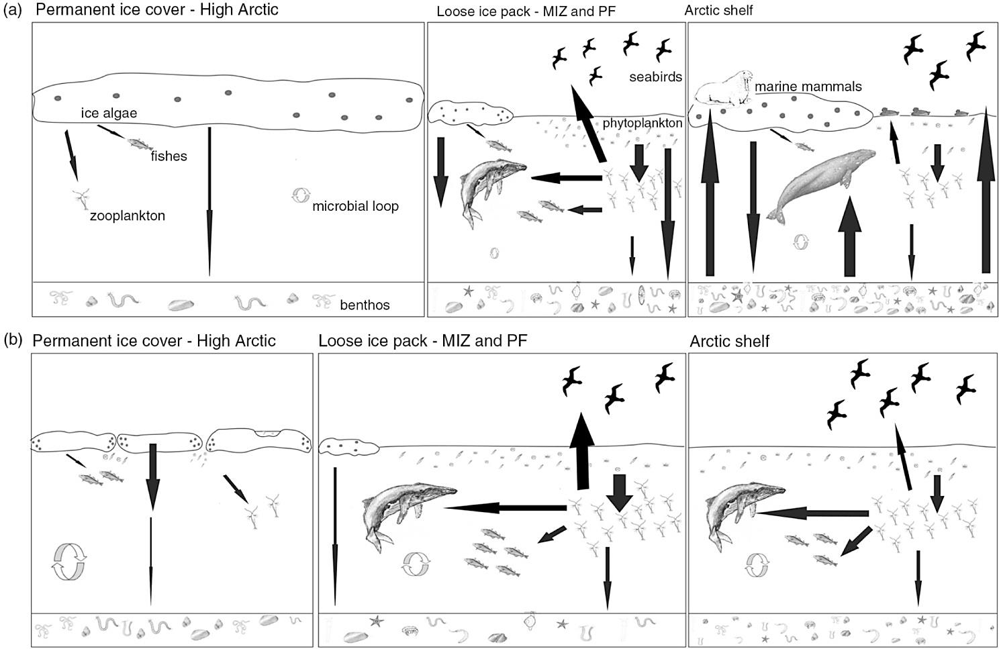 (a) Permanent ice cover - High Arctic
Loose ice pack - MIZ and PF
Arctic shelf
ice algae
fishes
zooplankton
microbial loop
benthos
seabirds
phytoplankton
marine mammals
(b) Permanent ice cover - High Arctic
Loose ice pack - MIZ and PF
Arctic shelf